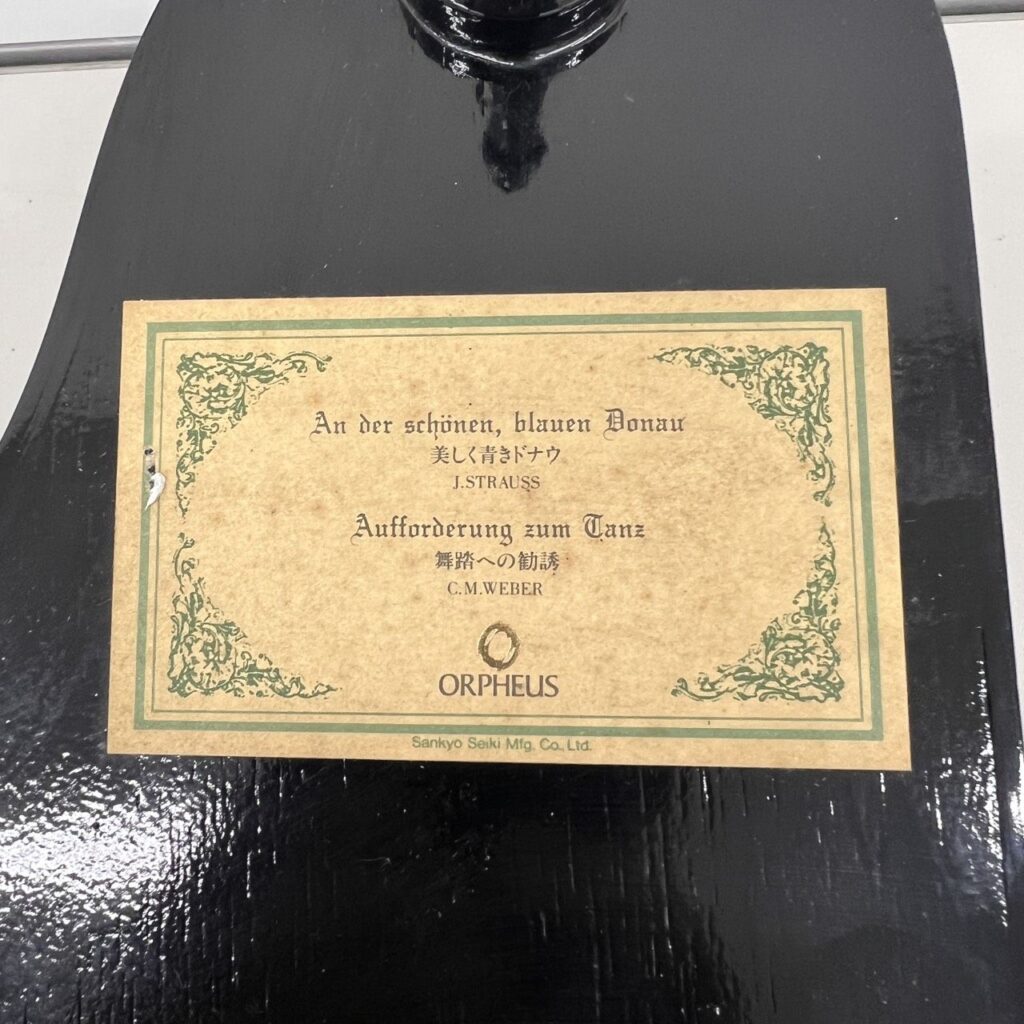 An der schönen, blauen Donau
美しく青きドナウ
J.STRAUSS
Aufforderung zum Tanz
舞踏への勧誘
C.M.WEBER
ORPHEUS
Sankyo Seiki Mfg. Co., Ltd.